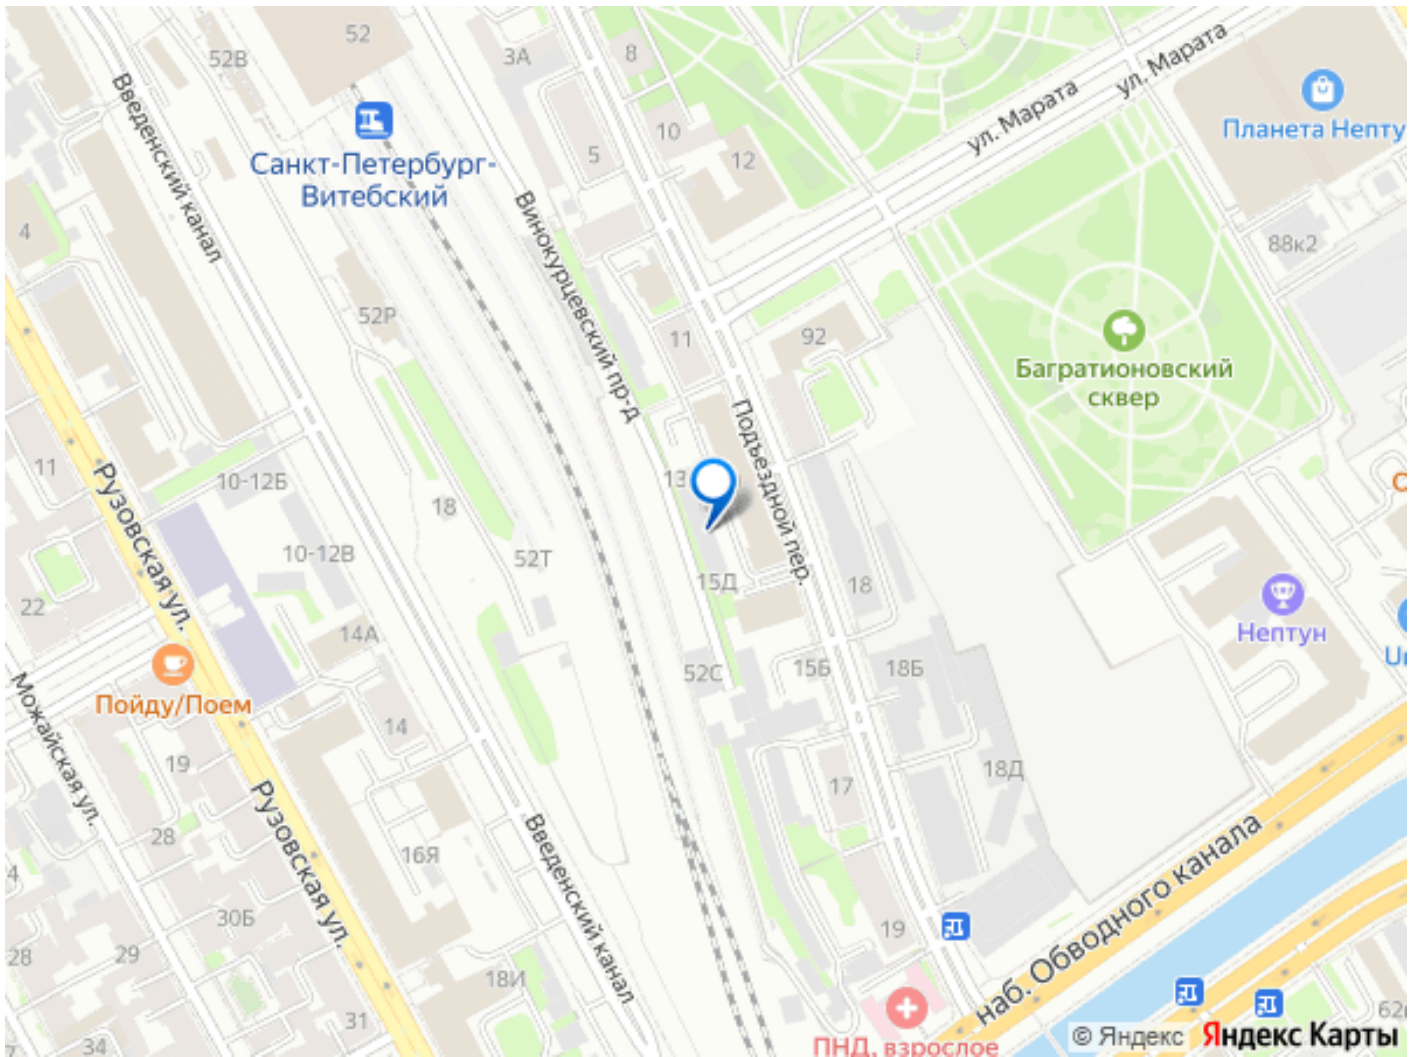 52
52В
3А
8
ул. Марата
ул. Марата
Планета Непту
Введенский канал
Санкт-Петербург-
Витебский
10
5
12
4
Винокурцевский пр-д
88к2
52Р
11
92
Багратионовский
сквер
Подъездной пер.
11
10-12Б
13
18
Рузовская ул.
10-12В
52Т
15Д
18
22
14А
Нептун
52С
15Б
18Б
Пойду/Поем
Можайская ул.
14
19
18Д
17
Рузовская ул.
28
16Я
Введенский канал
наб. Обводного канала
30Б
19
28
29
18И
31
34
ПНД, взрослое
© Яндекс
Яндекс Карты